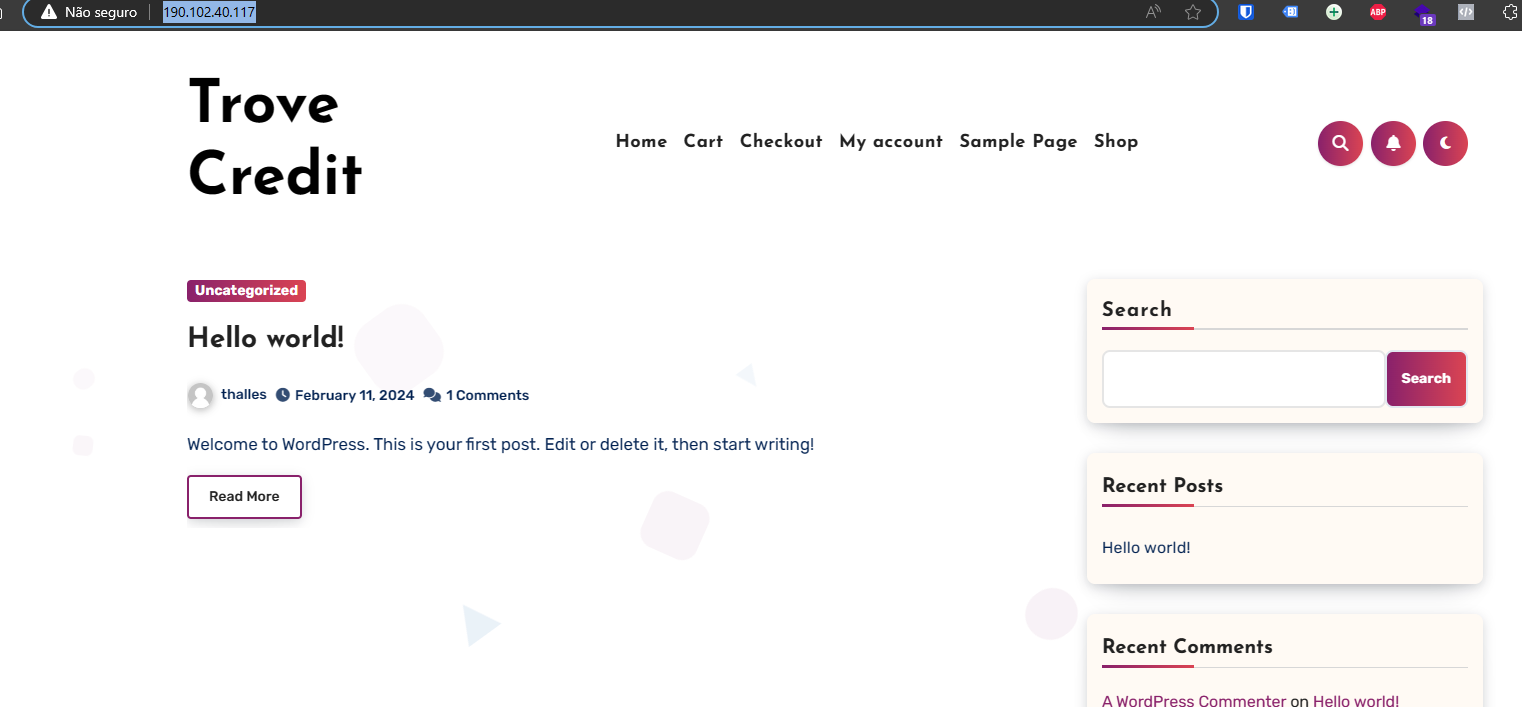 Não seguro 190.102.40.117
ABP
18
Trove
Credit
Home Cart Checkout My account Sample Page Shop
Uncategorized
Hello world!
thalles February 11, 2024 1 Comments
Welcome to WordPress. This is your first post. Edit or delete it, then start writing!
Read More
Search
Search
Recent Posts
Hello world!
Recent Comments
A WordPress Commenter on Hello world!